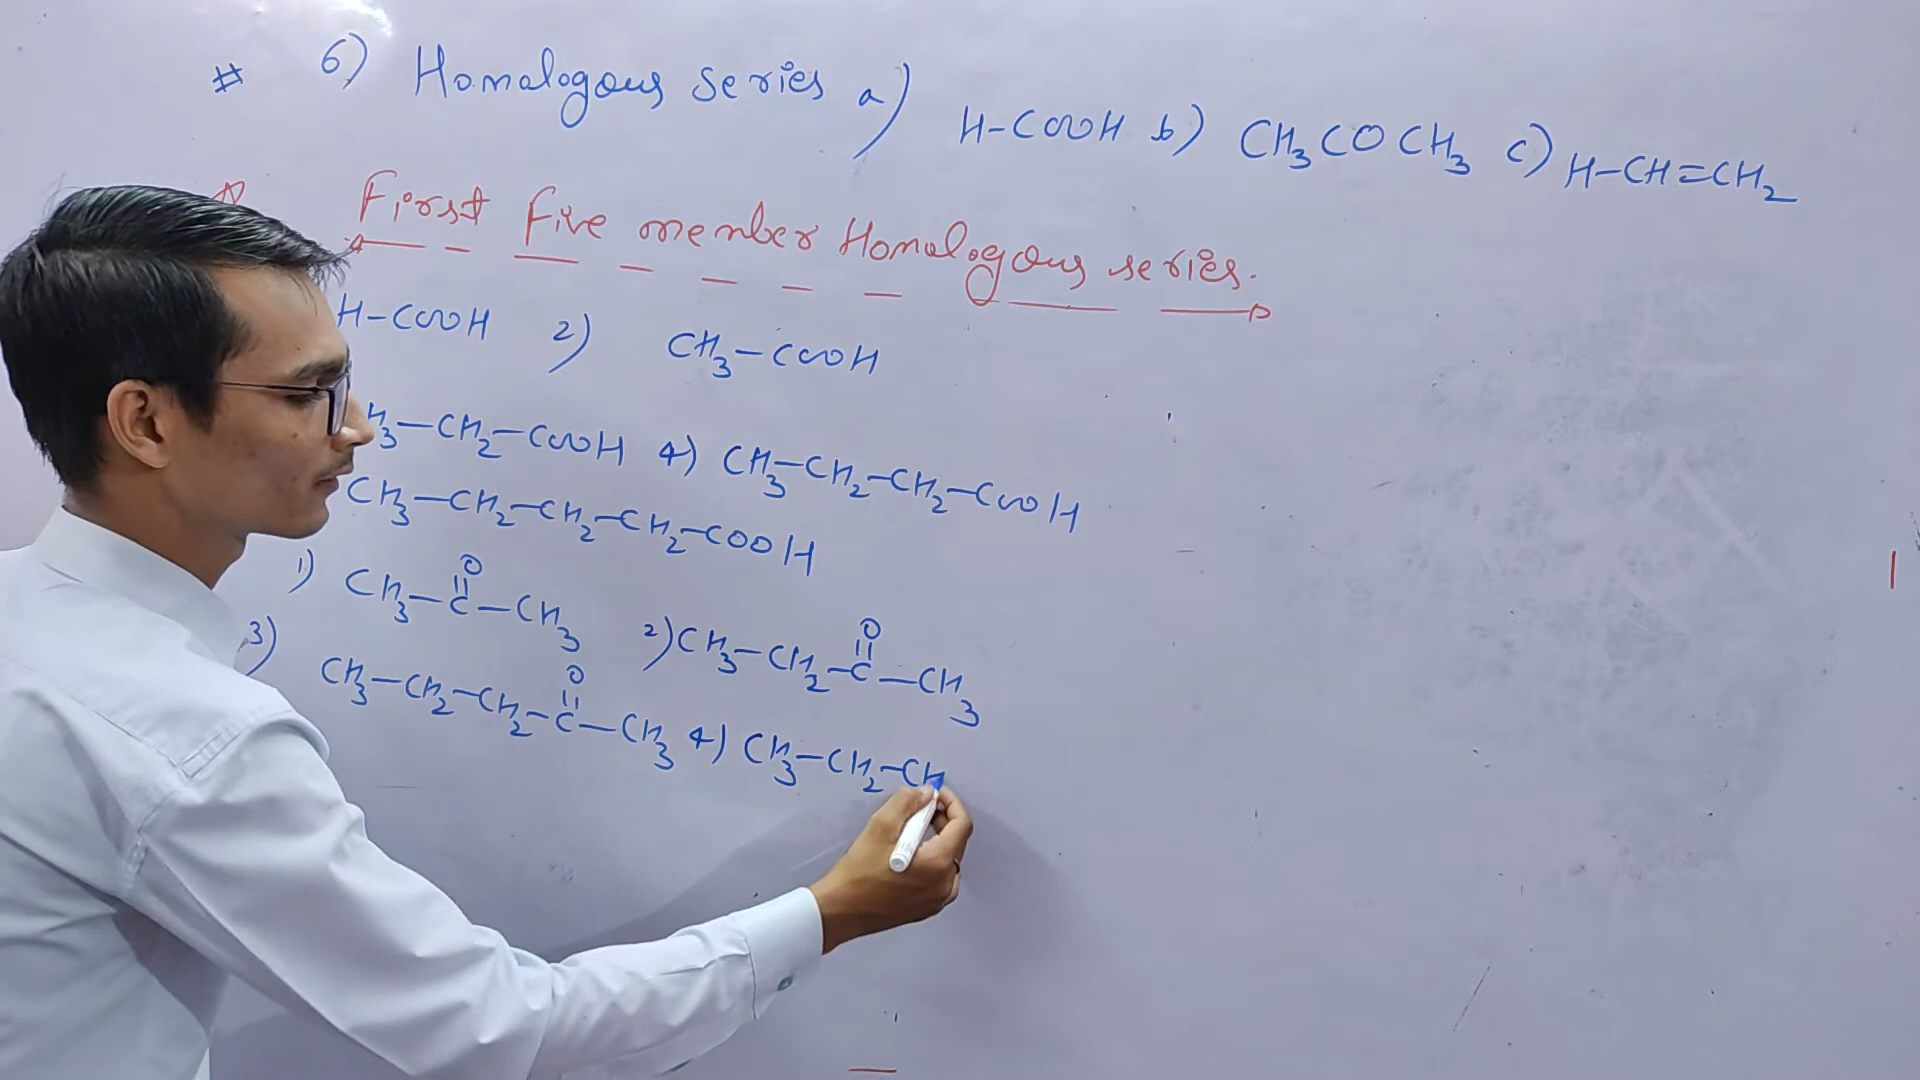 # 6) Homologous series a) H-COOH b) CH₃COCH₃ c) H-CH=CH₂
First five member Homologous series.
H-COOH 2) CH₃-COOH
H₃-CH₂-COOH 4) CH₃-CH₂-CH₂-COOH
CH₃-CH₂-CH₂-CH₂-COOH
O
1) CH₃-C-CH₃
O
2) CH₃-CH₂-C-CH₃
O
3) CH₃-CH₂-CH₂-C-CH₃ 4) CH₃-CH₂-CH